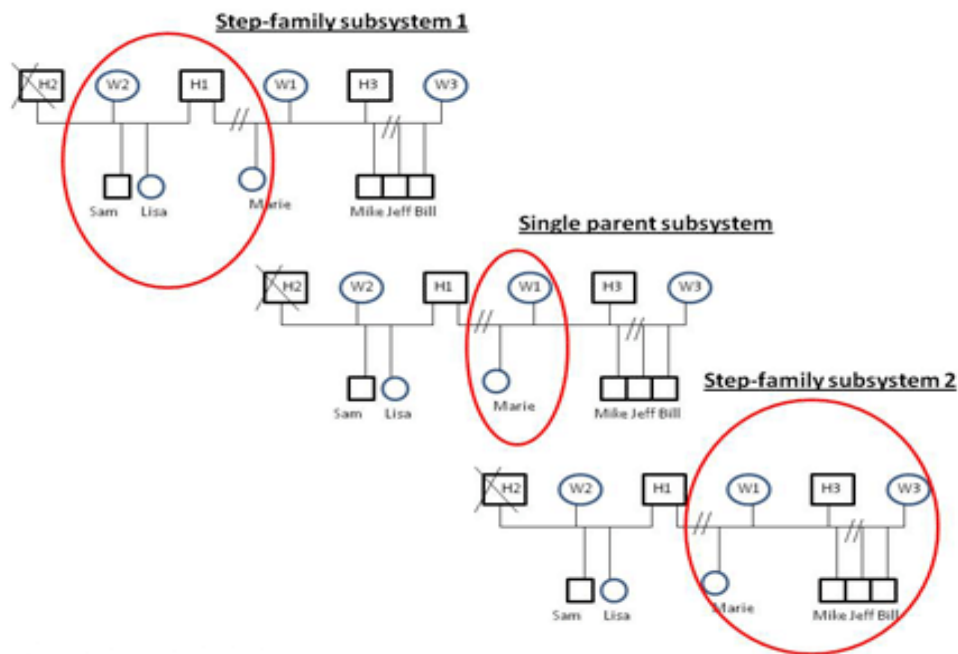 Step-family subsystem 1
H2 W2 H1 W1 H3 W3
Sam Lisa Marie Mike Jeff Bill
Single parent subsystem
H2 W2 H1 W1 H3 W3
Sam Lisa Marie Mike Jeff Bill
Step-family subsystem 2
H2 W2 H1 W1 H3 W3
Sam Lisa Marie Mike Jeff Bill